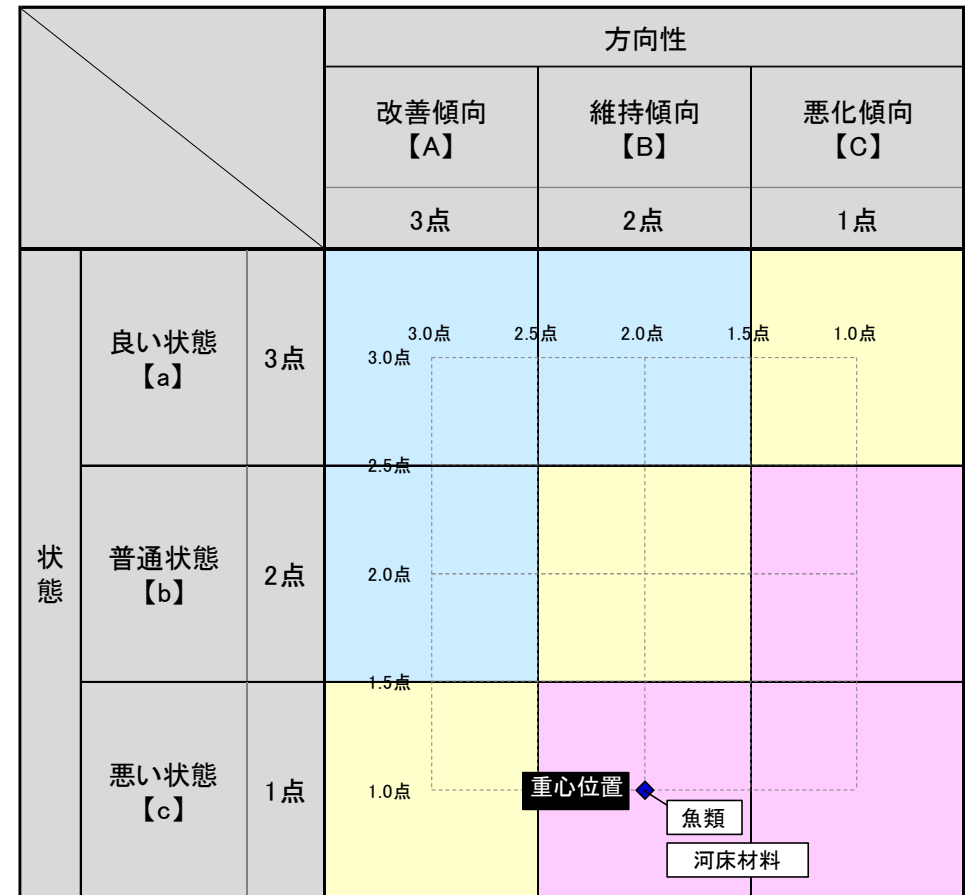 方向性
改善傾向
【A】
維持傾向
【B】
悪化傾向
【C】
3点
2点
1点
状態
良い状態
【a】
3点
3.0点
2.5点
2.0点
1.5点
1.0点
3.0点
2.5点
普通状態
【b】
2点
2.0点
1.5点
悪い状態
【c】
1点
1.0点
重心位置
魚類
河床材料